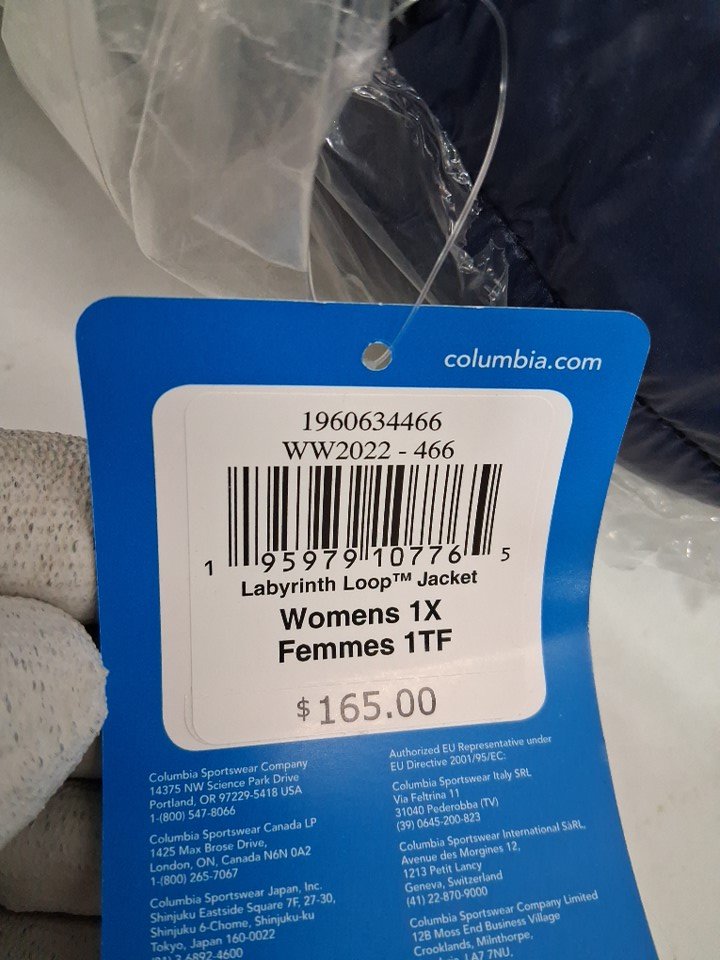 columbia.com
1960634466
WW2022 - 466
1 95979 10776 5
Labyrinth Loop™ Jacket
Womens 1X
Femmes 1TF
$165.00
Columbia Sportswear Company
14375 NW Science Park Drive
Portland, OR 97229-5418 USA
1-(800) 547-8066
Columbia Sportswear Canada LP
1425 Max Brose Drive,
London, ON, Canada N6N 0A2
1-(800) 265-7067
Columbia Sportswear Japan, Inc.
Shinjuku Eastside Square 7F, 27-30,
Shinjuku 6-Chome, Shinjuku-ku
Tokyo, Japan 160-0022
3 6892-4600
Authorized EU Representative under
EU Directive 2001/95/EC:
Columbia Sportswear Italy SRL
Via Feltrina 11
31040 Pederobba (TV)
(39) 0645-200-823
Columbia Sportswear International SàRL
Avenue des Morgines 12,
1213 Petit Lancy
Geneva, Switzerland
(41) 22-870-9000
Columbia Sportswear Company Limited
12B Moss End Business Village
Crooklands, Milnthorpe,
LA7 7NU,